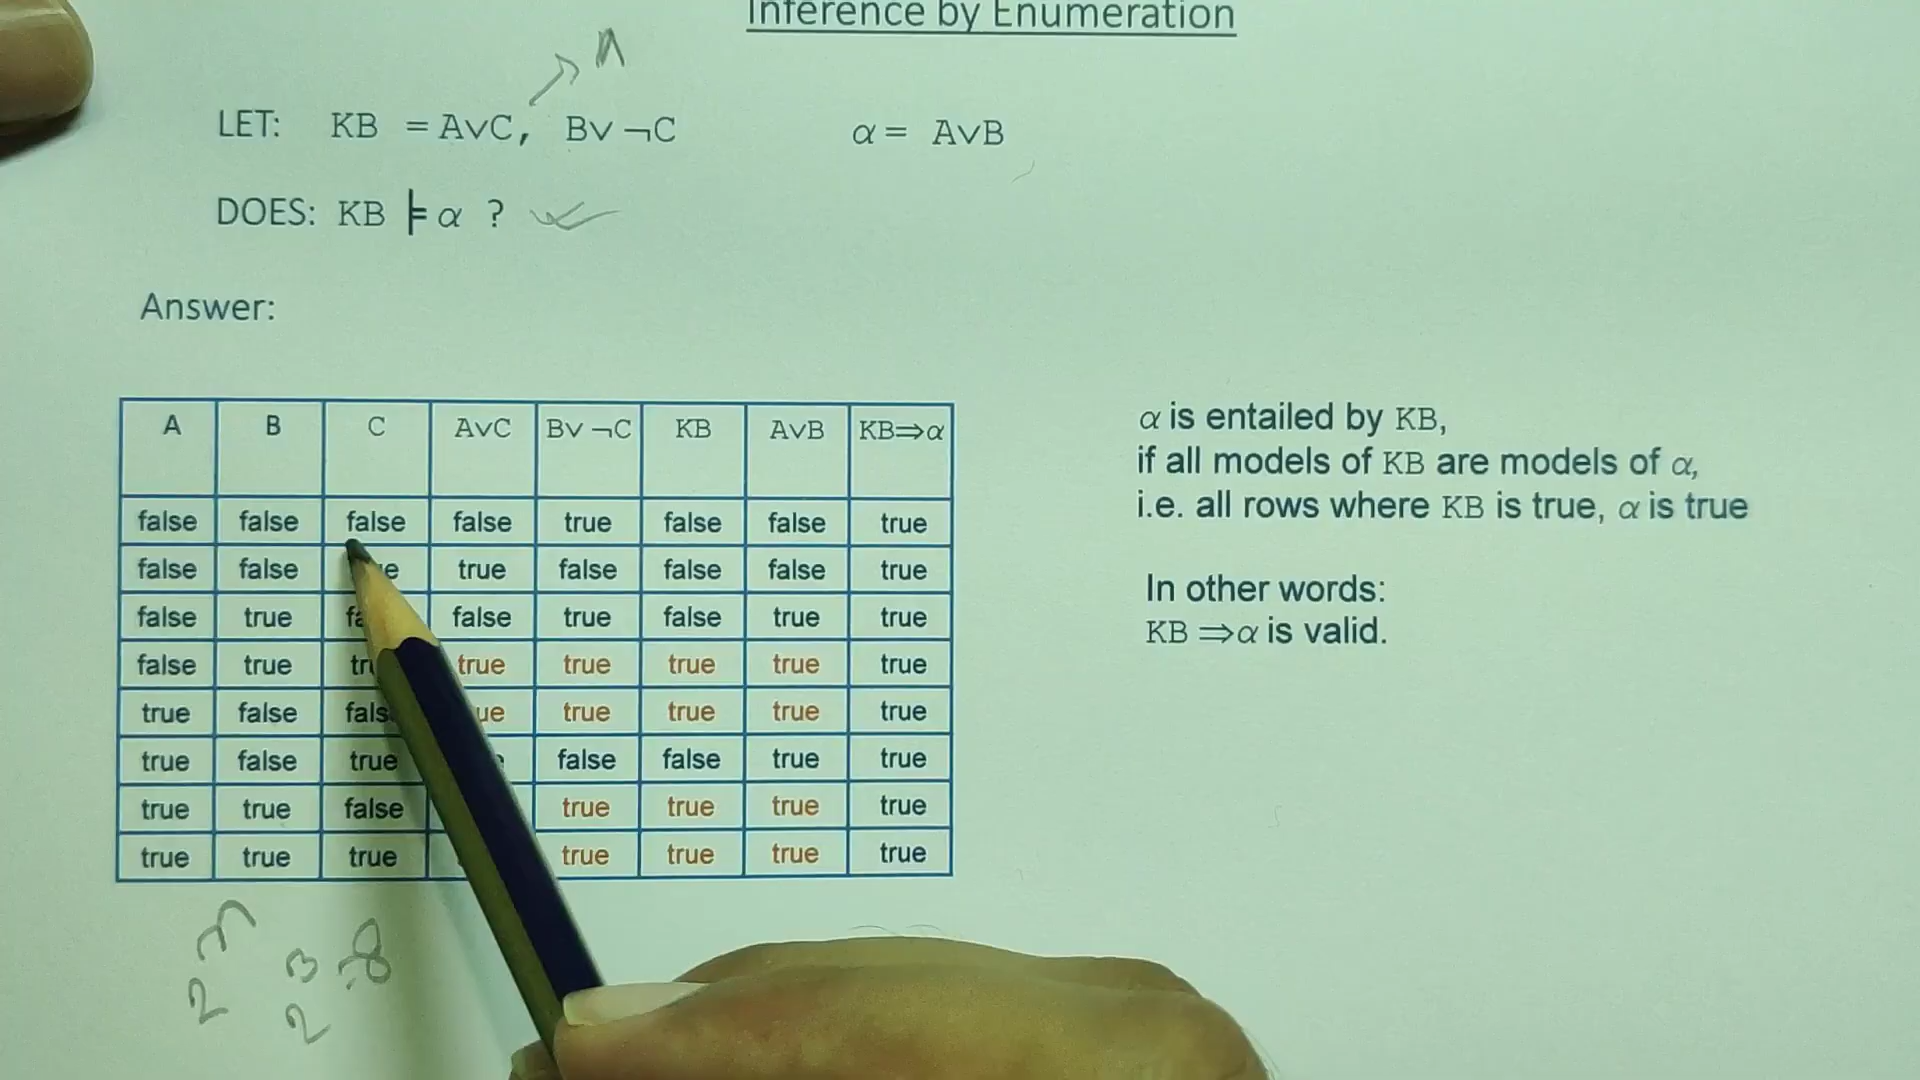 Inference by Enumeration
∧
LET: KB = A∨C, B∨¬C α = A∨B
DOES: KB ⊨ α ?
Answer:
A B C A∨C B∨¬C KB A∨B KB⇒α
false false false false true false false true
false false true false false false true
false true false true false true true
false true true true true true true
true false true true true true
true false true false false true true
true true false true true true true
true true true true true true true
α is entailed by KB,
if all models of KB are models of α,
i.e. all rows where KB is true, α is true
In other words:
KB ⇒α is valid.
2ⁿ 2³ = 8